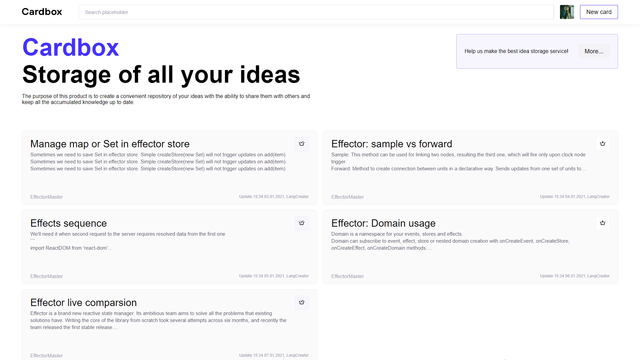 Cardbox
Search placeholder
New card
Cardbox
Storage of all your ideas
The purpose of this product is to create a convenient repository of your ideas with the ability to share them with others and
keep all the accumulated knowledge up to date.
Help us make the best idea storage service!
More...
Manage map or Set in effector store
Sometimes we need to save Set in effector store. Simple createStore(new Set) will not trigger updates on add(item).
Sometimes we need to save Set in effector store. Simple createStore(new Set) will not trigger updates on add(item).
Sometimes we need to save Set in effector store. Simple createStore(new Set) will not trigger updates on add(item).
EffectorMaster
Update 15:34 03.01.2021, LangCreator
Effector: sample vs forward
Sample: This method can be used for linking two nodes, resulting the third one, which will fire only upon clock node
trigger.
Forward: Method to create connection between units in a declarative way. Sends updates from one set of units to...
EffectorMaster
Update 15:34 04.01.2021, LangCreator
Effects sequence
We'll need it when second request to the server requires resolved data from the first one
```
import ReactDOM from 'react-dom'...
EffectorMaster
Update 15:34 05.01.2021, LangCreator
Effector: Domain usage
Domain is a namespace for your events, stores and effects.
Domain can subscribe to event, effect, store or nested domain creation with onCreateEvent, onCreateStore,
onCreateEffect, onCreateDomain methods....
EffectorMaster
Update 15:34 06.01.2021, LangCreator
Effector live comparsion
Effector is a brand new reactive state manager. Its ambitious team aims to solve all the problems that existing
solutions have. Writing the core of the library from scratch took several attempts across six months, and recently the
team released the first stable release....
EffectorMaster
Update 15:34 07.01.2021, LangCreator